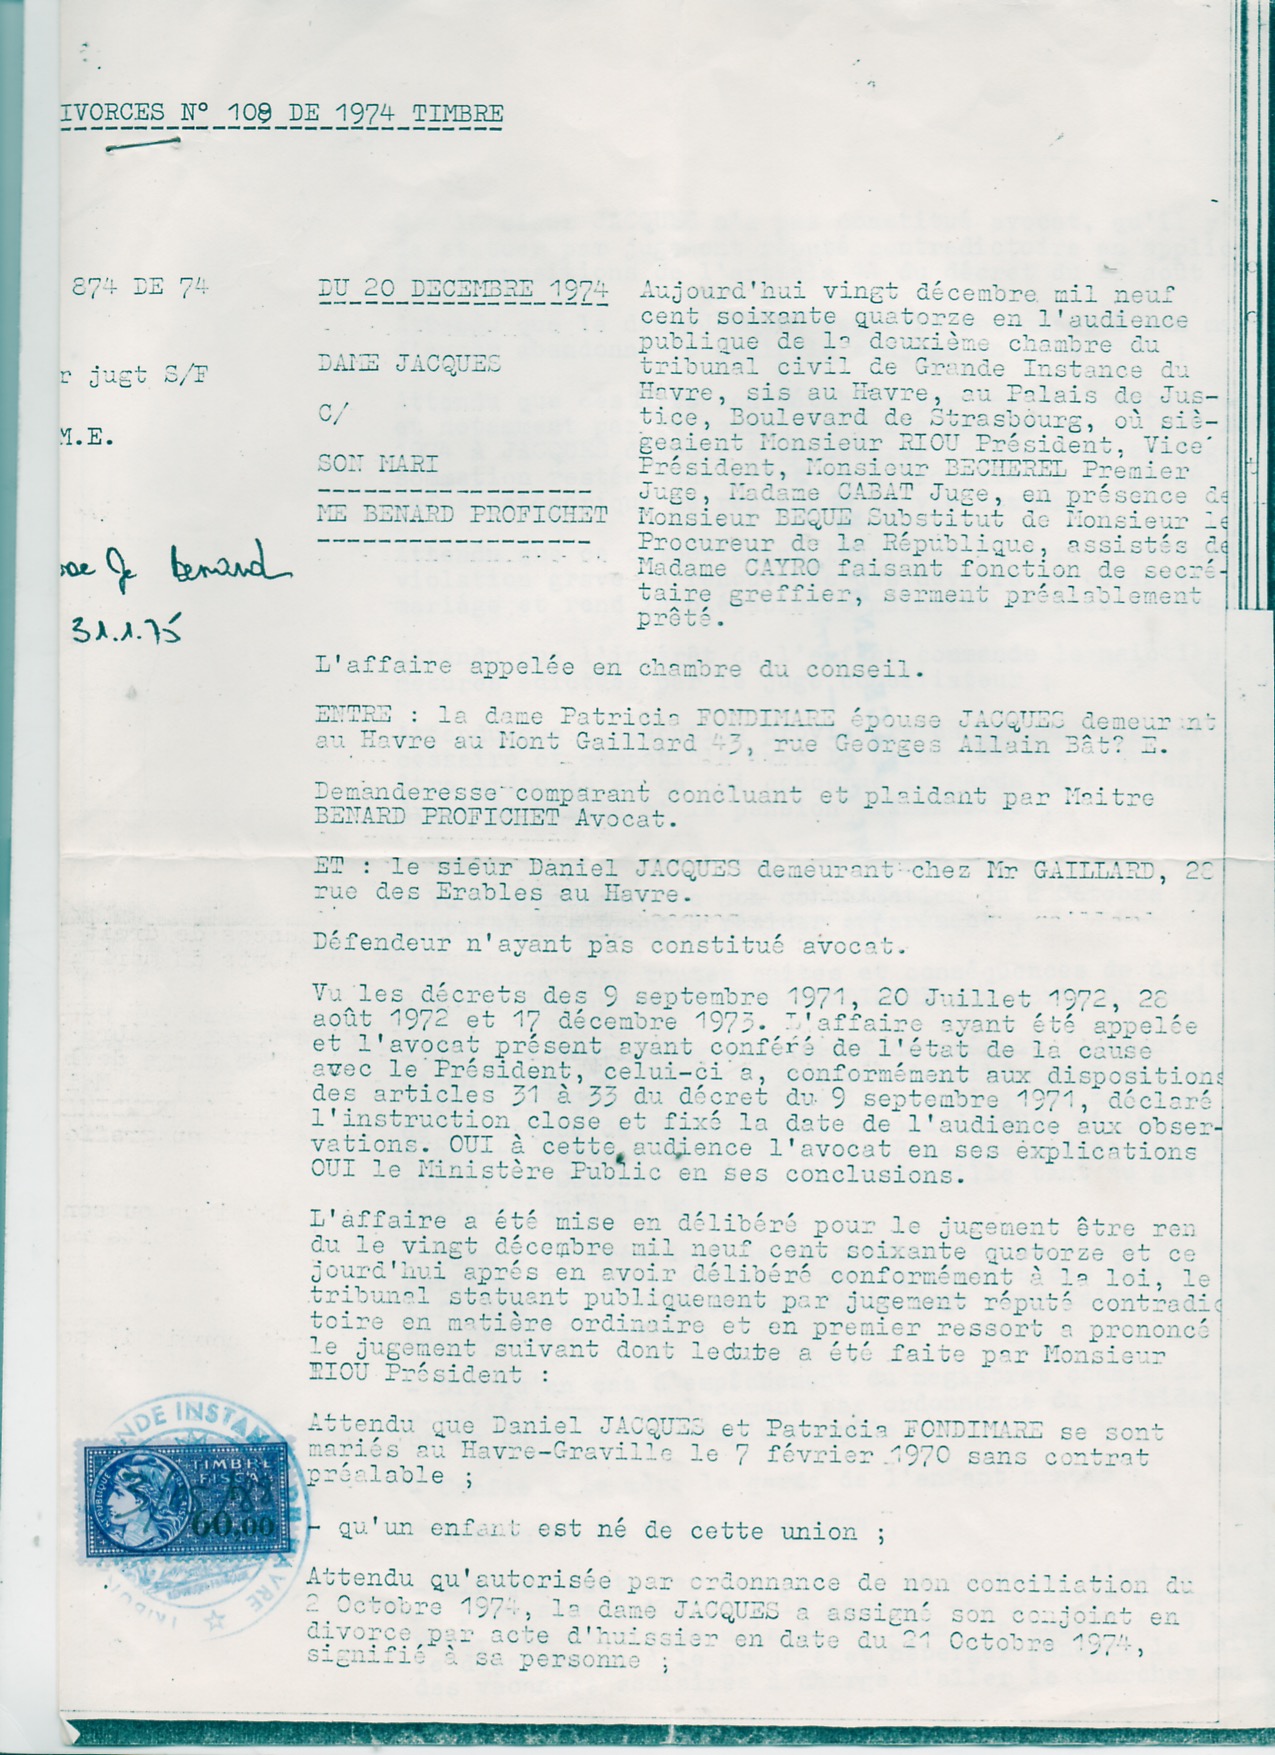 IVORCES N° 108 DE 1974 TIMBRE
874 DE 74
r jugt S/F
M.E.
benard
31.1.75
DU 20 DECEMBRE 1974
DAME JACQUES
C/
SON MARI
ME BENARD PROFICHET
Aujourd'hui vingt décembre mil neuf
cent soixante quatorze en l'audience
publique de la deuxième chambre du
tribunal civil de Grande Instance du
Havre, sis au Havre, au Palais de Jus-
tice, Boulevard de Strasbourg, où siè-
geaient Monsieur RIOU Président, Vice
Président, Monsieur BECHEREL Premier
Juge, Madame CABAT Juge, en présence de
Monsieur BEQUE Substitut de Monsieur le
Procureur de la République, assistés de
Madame CAYRO faisant fonction de secré-
taire greffier, serment préalablement
prêté.
L'affaire appelée en chambre du conseil.
ENTRE : la dame Patricia FONDIMARE épouse JACQUES demeurant
au Havre au Mont Gaillard 43, rue Georges Allain Bât? E.
Demanderesse comparant concluant et plaidant par Maitre
BENARD PROFICHET Avocat.
ET : le sieur Daniel JACQUES demeurant chez Mr GAILLARD,
rue des Erables au Havre.
Défendeur n'ayant pas constitué avocat.
Vu les décrets des 9 septembre 1971, 20 Juillet 1972, 28
août 1972 et 17 décembre 1973. L'affaire ayant été appelée
et l'avocat présent ayant conféré de l'état de la cause
avec le Président, celui-ci a, conformément aux dispositions
des articles 31 à 33 du décret du 9 septembre 1971, déclaré
l'instruction close et fixé la date de l'audience aux obser-
vations. OUI à cette audience l'avocat en ses explications
OUI le Ministère Public en ses conclusions.
L'affaire a été mise en délibéré pour le jugement être ren
du le vingt décembre mil neuf cent soixante quatorze et ce
jourd'hui aprés en avoir délibéré conformément à la loi, le
tribunal statuant publiquement par jugement réputé contradic
toire en matière ordinaire et en premier ressort a prononcé
le jugement suivant dont lecture a été faite par Monsieur
RIOU Président :
Attendu que Daniel JACQUES et Patricia FONDIMARE se sont
mariés au Havre-Graville le 7 février 1970 sans contrat
préalable ;
- qu'un enfant est né de cette union ;
Attendu qu'autorisée par ordonnance de non conciliation du
2 Octobre 1974, la dame JACQUES a assigné son conjoint en
divorce par acte d'huissier en date du 21 Octobre 1974,
signifié à sa personne ;
NDE INSTAN
HAVRE
TRIBU
TIMBRE
FISCAL
60.00